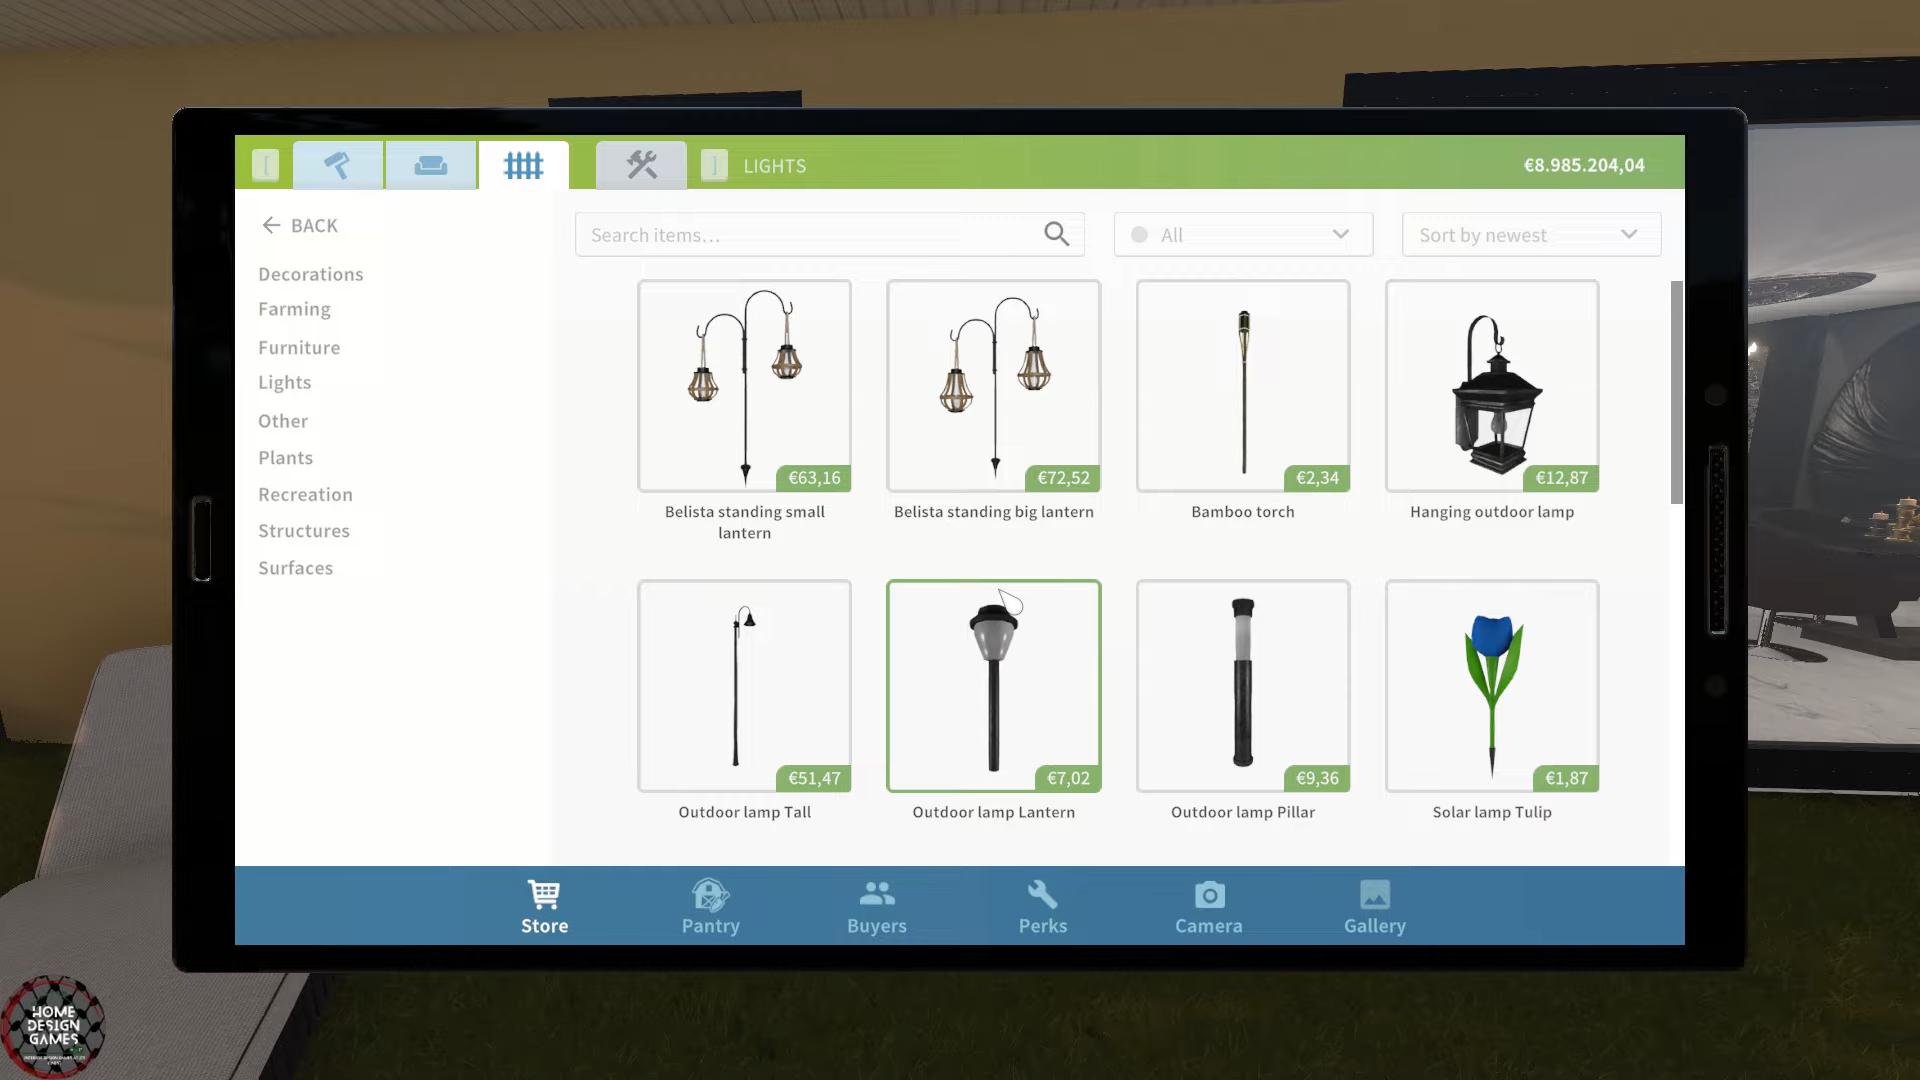 [
]
LIGHTS
€8.985.204,04
BACK
Decorations
Farming
Furniture
Lights
Other
Plants
Recreation
Structures
Surfaces
Search items...
All
Sort by newest
€63,16
€72,52
€2,34
€12,87
Belista standing small
lantern
Belista standing big lantern
Bamboo torch
Hanging outdoor lamp
€51,47
€7,02
€9,36
€1,87
Outdoor lamp Tall
Outdoor lamp Lantern
Outdoor lamp Pillar
Solar lamp Tulip
Store
Pantry
Buyers
Perks
Camera
Gallery
HOME
DESIGN
GAMES